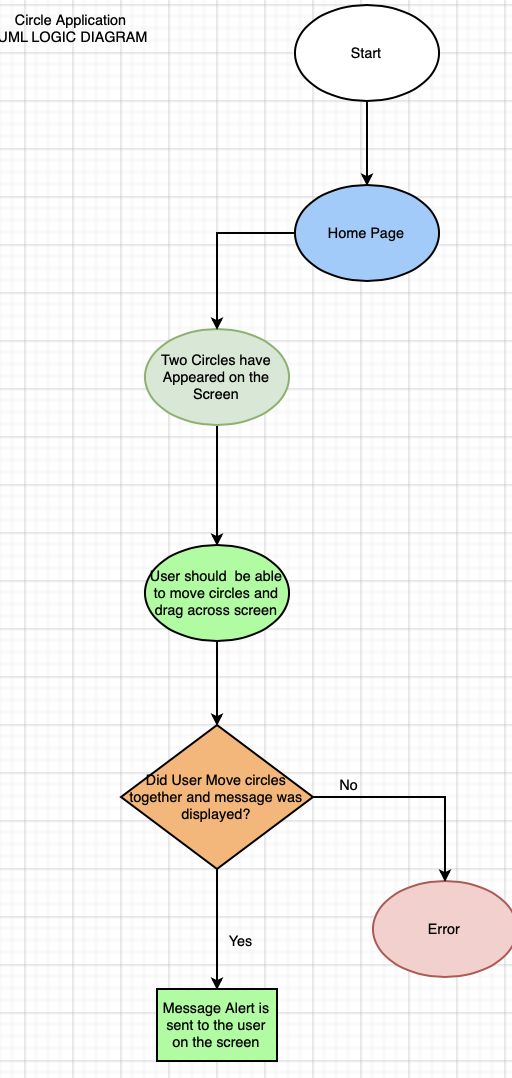 Circle Application
UML LOGIC DIAGRAM
Start
Home Page
Two Circles have
Appeared on the
Screen
User should be able
to move circles and
drag across screen
Did User Move circles
together and message was
displayed?
No
Error
Yes
Message Alert is
sent to the user
on the screen